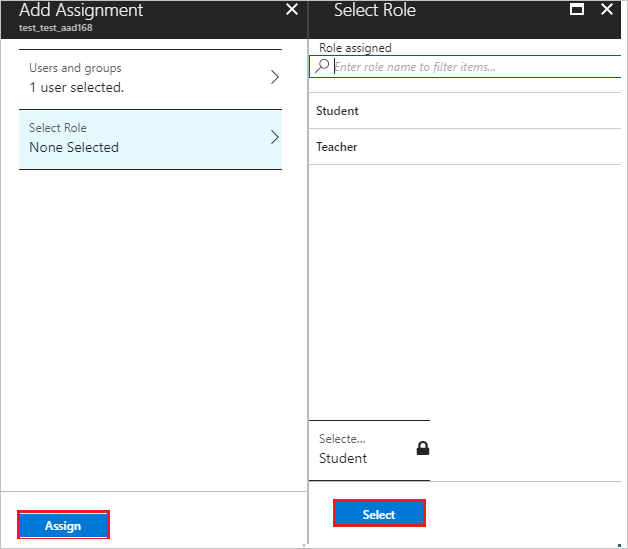 Add Assignment
test_test_aad168
Users and groups
1 user selected.
Select Role
None Selected
Assign
Select Role
Role assigned
Enter role name to filter items...
Student
Teacher
Selecte...
Student
Select